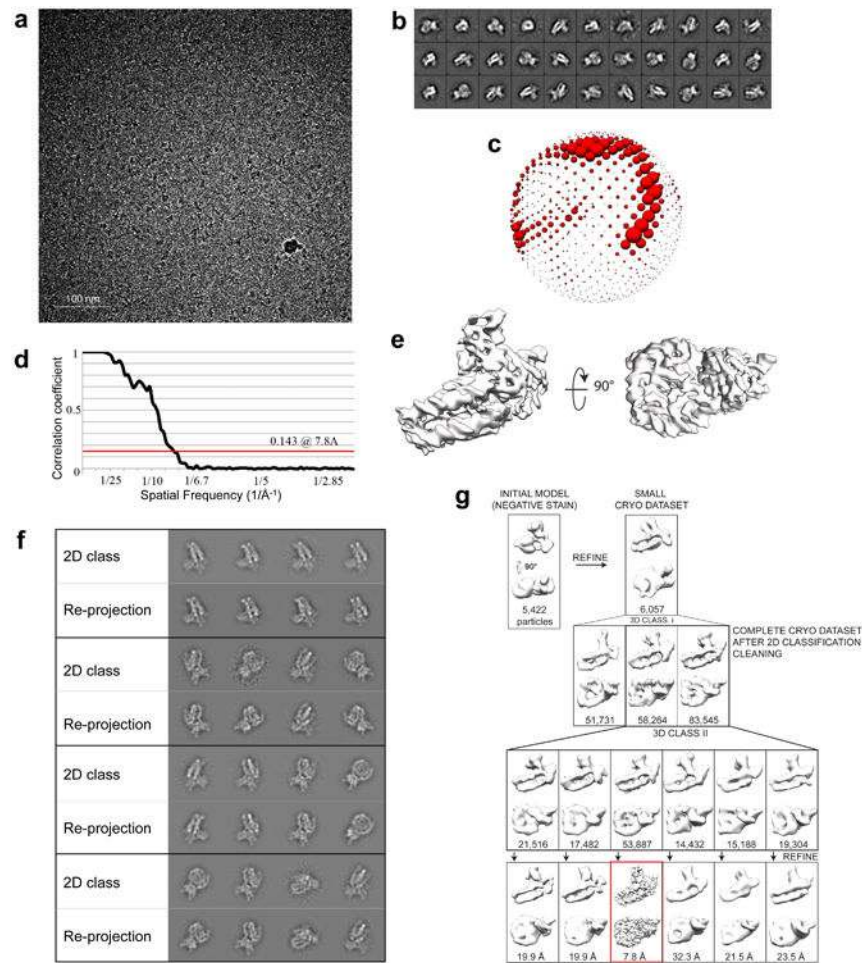 a
100 nm
b
c
d
Correlation coefficient
1
0.5
0
0.143 @ 7.8A
1/25
1/10
1/6.7
1/5
1/2.85
Spatial Frequency (1/Å⁻¹)
e
90°
f
2D class
Re-projection
2D class
Re-projection
2D class
Re-projection
2D class
Re-projection
g
INITIAL MODEL
(NEGATIVE STAIN)
90°
5,422
particles
REFINE
SMALL
CRYO DATASET
6,057
3D CLASS I
COMPLETE CRYO DATASET
AFTER 2D CLASSIFICATION
CLEANING
51,731
58,264
83,545
3D CLASS II
21,516
17,482
53,887
14,432
15,188
19,304
REFINE
19.9 Å
19.9 Å
7.8 Å
32.3 Å
21.5 Å
23.5 Å